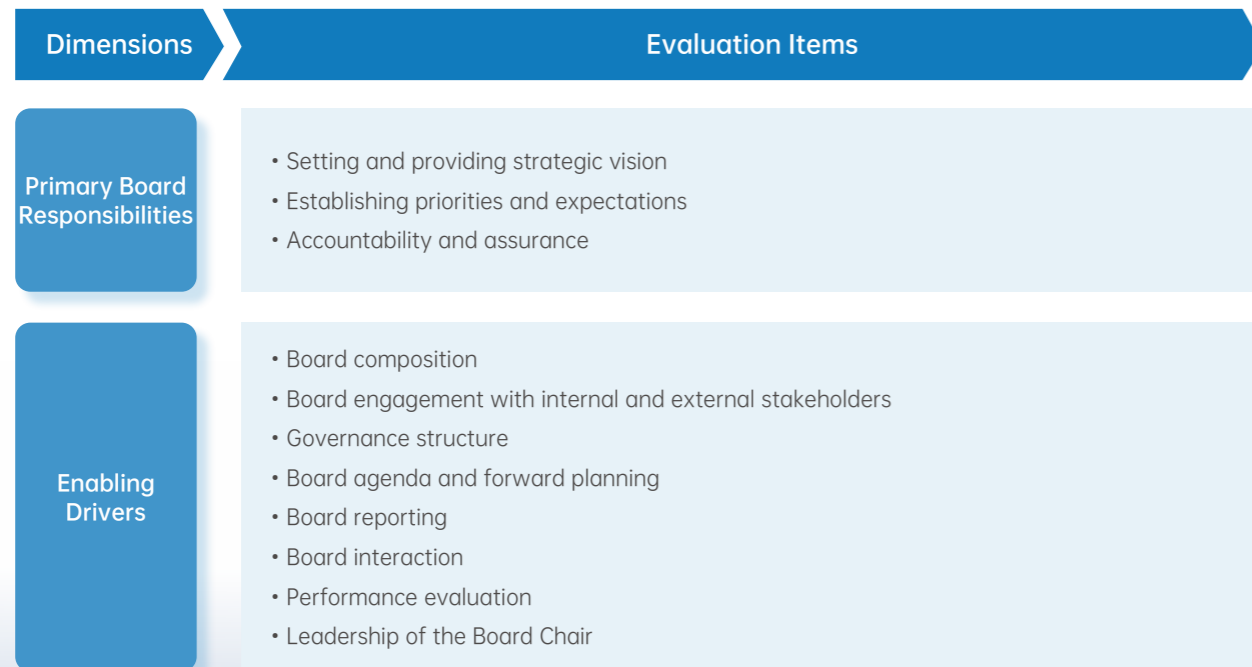 Dimensions
Evaluation Items
Primary Board
Responsibilities
• Setting and providing strategic vision
• Establishing priorities and expectations
• Accountability and assurance
Enabling
Drivers
• Board composition
• Board engagement with internal and external stakeholders
• Governance structure
• Board agenda and forward planning
• Board reporting
• Board interaction
• Performance evaluation
• Leadership of the Board Chair